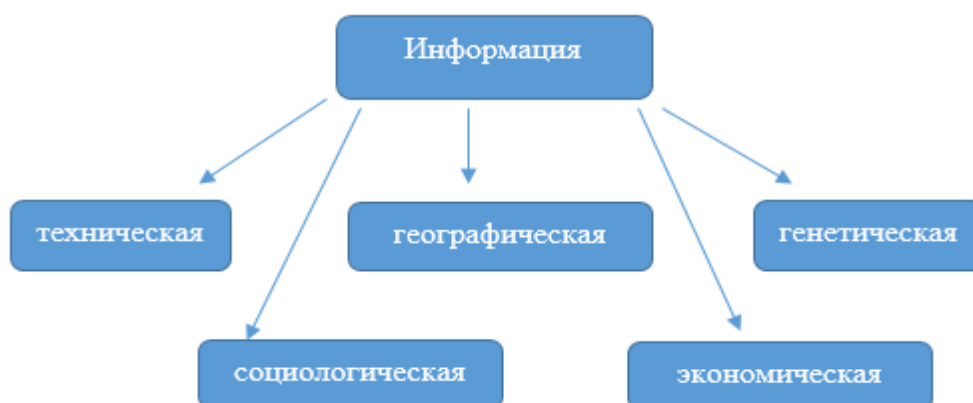 Информация
техническая
географическая
генетическая
социологическая
экономическая